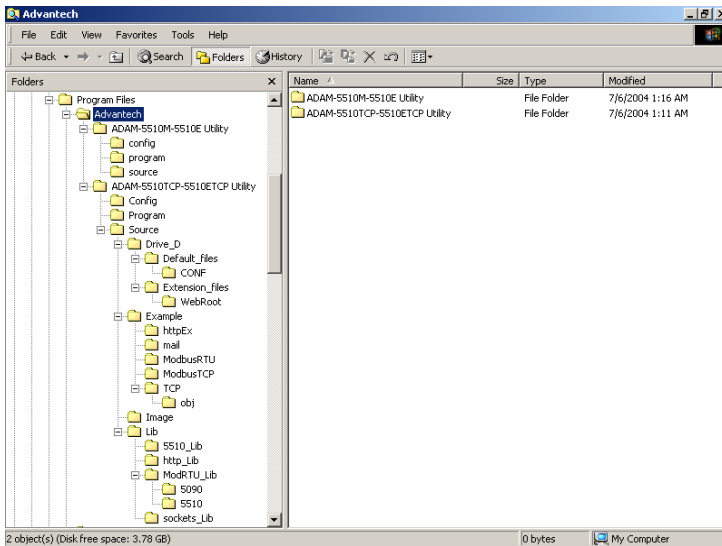 Advantech
File Edit View Favorites Tools Help
Back Search Folders History
Folders
Program Files
Advantech
ADAM-5510M-5510E Utility
config
program
source
ADAM-5510TCP-5510ETCP Utility
Config
Program
Source
Drive_D
Default_files
CONF
Extension_files
WebRoot
Example
httpEx
mail
ModbusRTU
ModbusTCP
TCP
obj
Image
Lib
5510_Lib
http_Lib
ModRTU_Lib
5090
5510
sockets_Lib
Name Size Type Modified
ADAM-5510M-5510E Utility File Folder 7/6/2004 1:16 AM
ADAM-5510TCP-5510ETCP Utility File Folder 7/6/2004 1:11 AM
2 object(s) (Disk free space: 3.78 GB) 0 bytes My Computer